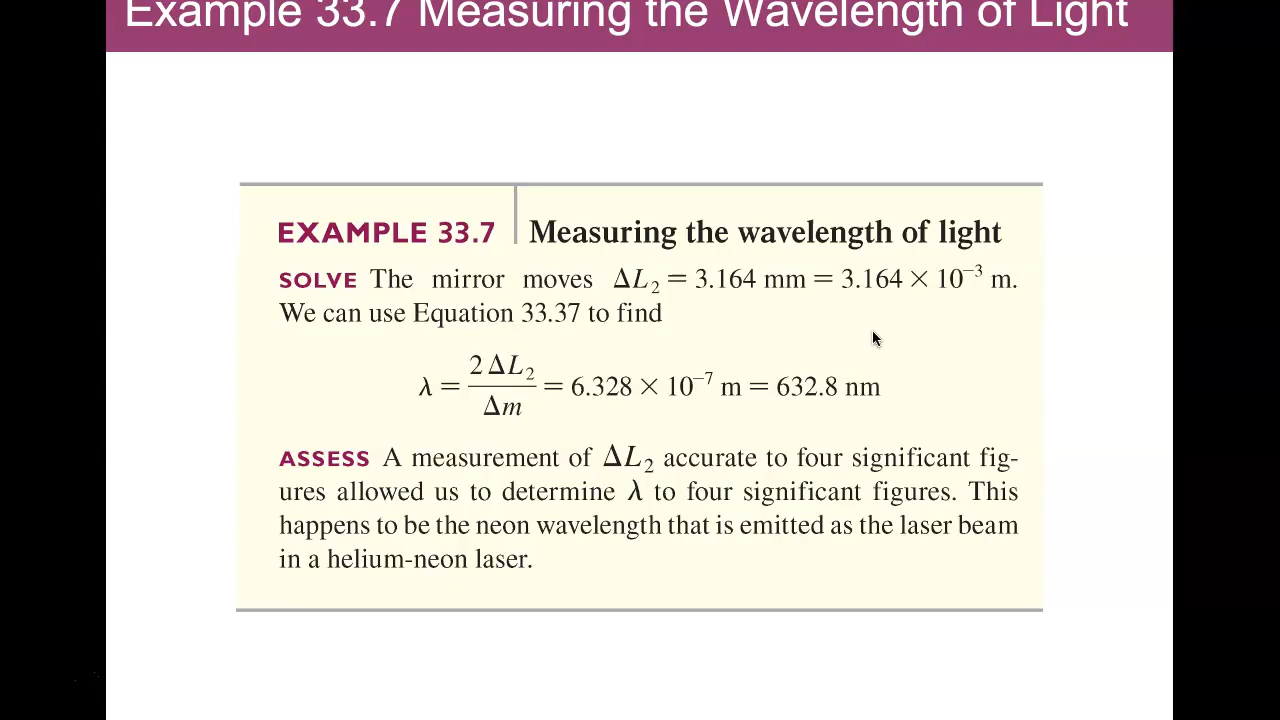 Example 33.7 Measuring the Wavelength of Light
EXAMPLE 33.7 Measuring the wavelength of light
SOLVE The mirror moves ΔL₂ = 3.164 mm = 3.164 × 10⁻³ m.
We can use Equation 33.37 to find
λ = 2 ΔL₂ / Δm = 6.328 × 10⁻⁷ m = 632.8 nm
ASSESS A measurement of ΔL₂ accurate to four significant fig-
ures allowed us to determine λ to four significant figures. This
happens to be the neon wavelength that is emitted as the laser beam
in a helium-neon laser.